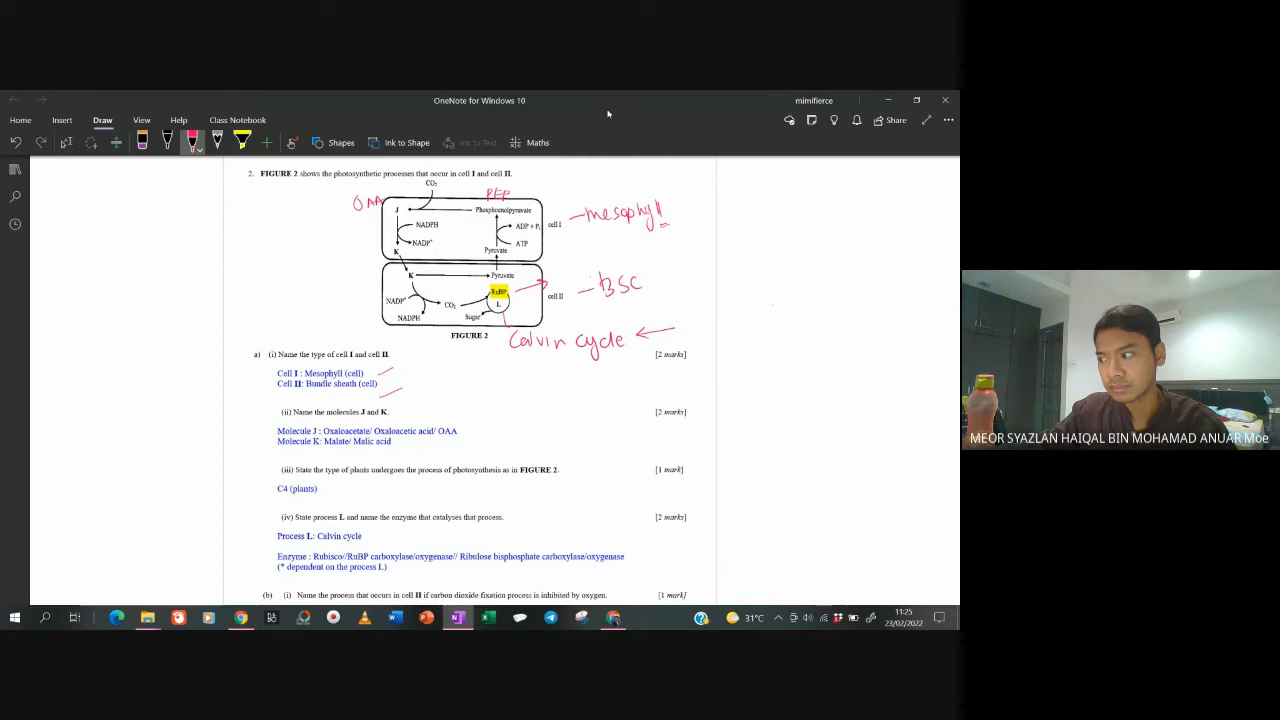 OneNote for Windows 10
mimifierce
Home Insert Draw View Help Class Notebook
Share
Shapes Ink to Shape Ink to Text Maths
2. FIGURE 2 shows the photosynthetic processes that occur in cell I and cell II.
CO2
OAA PEP
J Phosphoenolpyruvate
mesophyll
NADPH ADP + Pi cell I
NADP+ ATP
K Pyruvate
K Pyruvate
RuBP BSC
NADP+ CO2 L cell II
NADPH Sugar
FIGURE 2 Calvin cycle
a) (i) Name the type of cell I and cell II. [2 marks]
Cell I : Mesophyll (cell)
Cell II: Bundle sheath (cell)
(ii) Name the molecules J and K. [2 marks]
Molecule J : Oxaloacetate/ Oxaloacetic acid/ OAA
Molecule K: Malate/ Malic acid
(iii) State the type of plants undergoes the process of photosynthesis as in FIGURE 2. [1 mark]
C4 (plants)
(iv) State process L and name the enzyme that catalyses that process. [2 marks]
Process L: Calvin cycle
Enzyme : Rubisco//RuBP carboxylase/oxygenase// Ribulose bisphosphate carboxylase/oxygenase
(* dependent on the process L)
(b) (i) Name the process that occurs in cell II if carbon dioxide fixation process is inhibited by oxygen. [1 mark]
MEOR SYAZLAN HAIQAL BIN MOHAMAD ANUAR Moe
31°C
11:25
23/02/2022